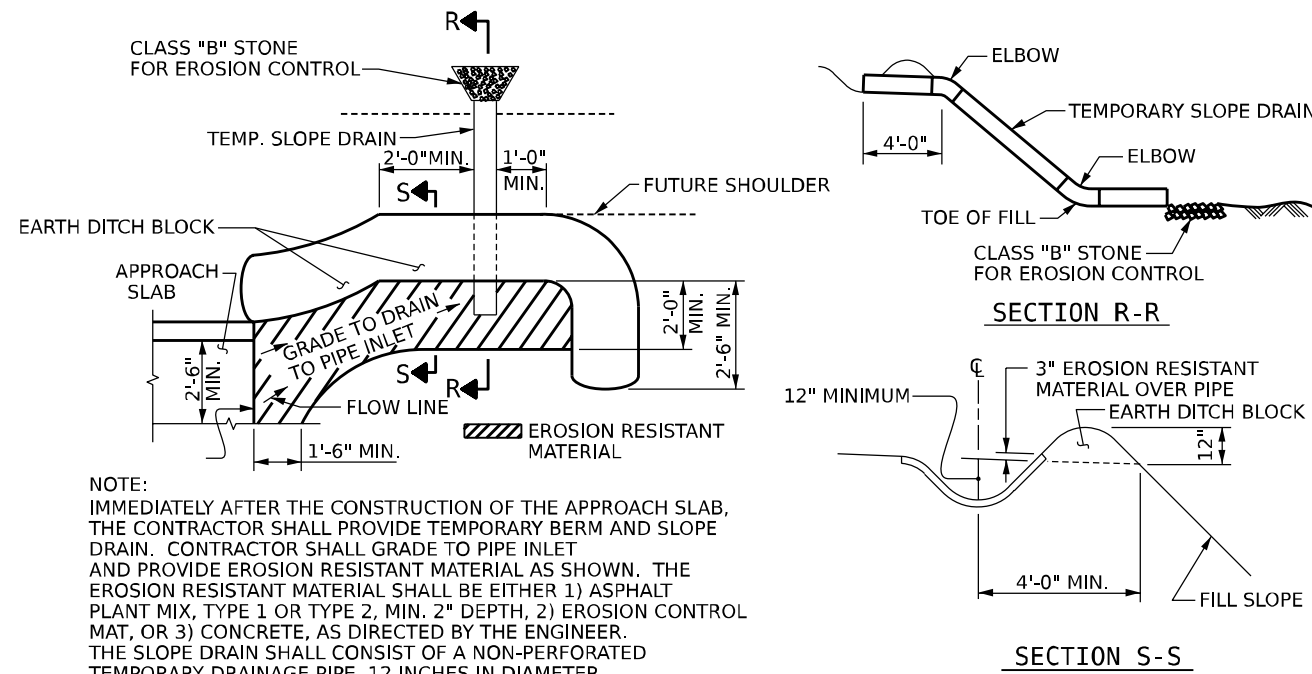 R
CLASS "B" STONE
FOR EROSION CONTROL
TEMP. SLOPE DRAIN
2'-0"MIN.
1'-0"
MIN.
S
FUTURE SHOULDER
EARTH DITCH BLOCK
APPROACH
SLAB
GRADE TO DRAIN
TO PIPE INLET
2'-6"
MIN.
2'-0"
MIN.
2'-6" MIN.
S
R
FLOW LINE
1'-6" MIN.
EROSION RESISTANT
MATERIAL
NOTE:
IMMEDIATELY AFTER THE CONSTRUCTION OF THE APPROACH SLAB,
THE CONTRACTOR SHALL PROVIDE TEMPORARY BERM AND SLOPE
DRAIN. CONTRACTOR SHALL GRADE TO PIPE INLET
AND PROVIDE EROSION RESISTANT MATERIAL AS SHOWN. THE
EROSION RESISTANT MATERIAL SHALL BE EITHER 1) ASPHALT
PLANT MIX, TYPE 1 OR TYPE 2, MIN. 2" DEPTH, 2) EROSION CONTROL
MAT, OR 3) CONCRETE, AS DIRECTED BY THE ENGINEER.
THE SLOPE DRAIN SHALL CONSIST OF A NON-PERFORATED
TEMPORARY DRAINAGE PIPE, 12 INCHES IN DIAMETER
ELBOW
TEMPORARY SLOPE DRAIN
4'-0"
ELBOW
TOE OF FILL
CLASS "B" STONE
FOR EROSION CONTROL
SECTION R-R
℄
3" EROSION RESISTANT
MATERIAL OVER PIPE
12" MINIMUM
EARTH DITCH BLOCK
12"
4'-0" MIN.
FILL SLOPE
SECTION S-S